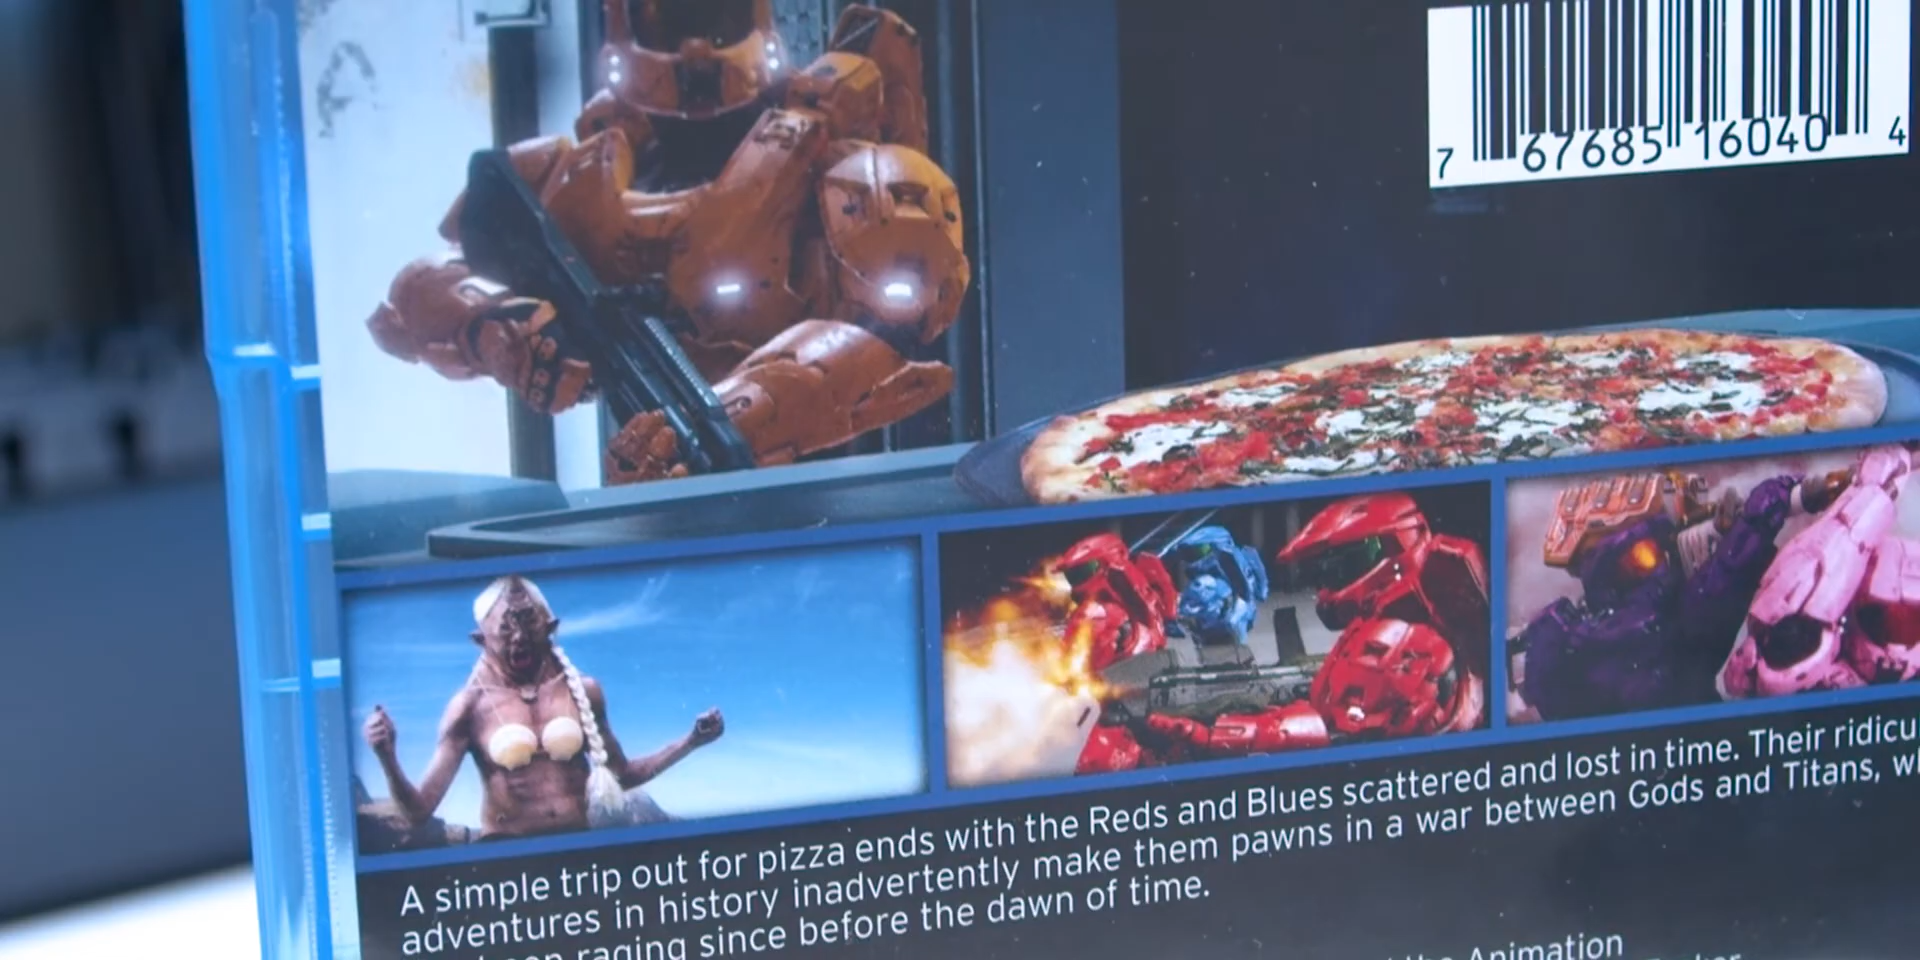 7 67685 16040 4
A simple trip out for pizza ends with the Reds and Blues scattered and lost in time. Their
adventures in history inadvertently make them pawns in a war between Gods and Titans,
raging since before the dawn of time.
the Animation